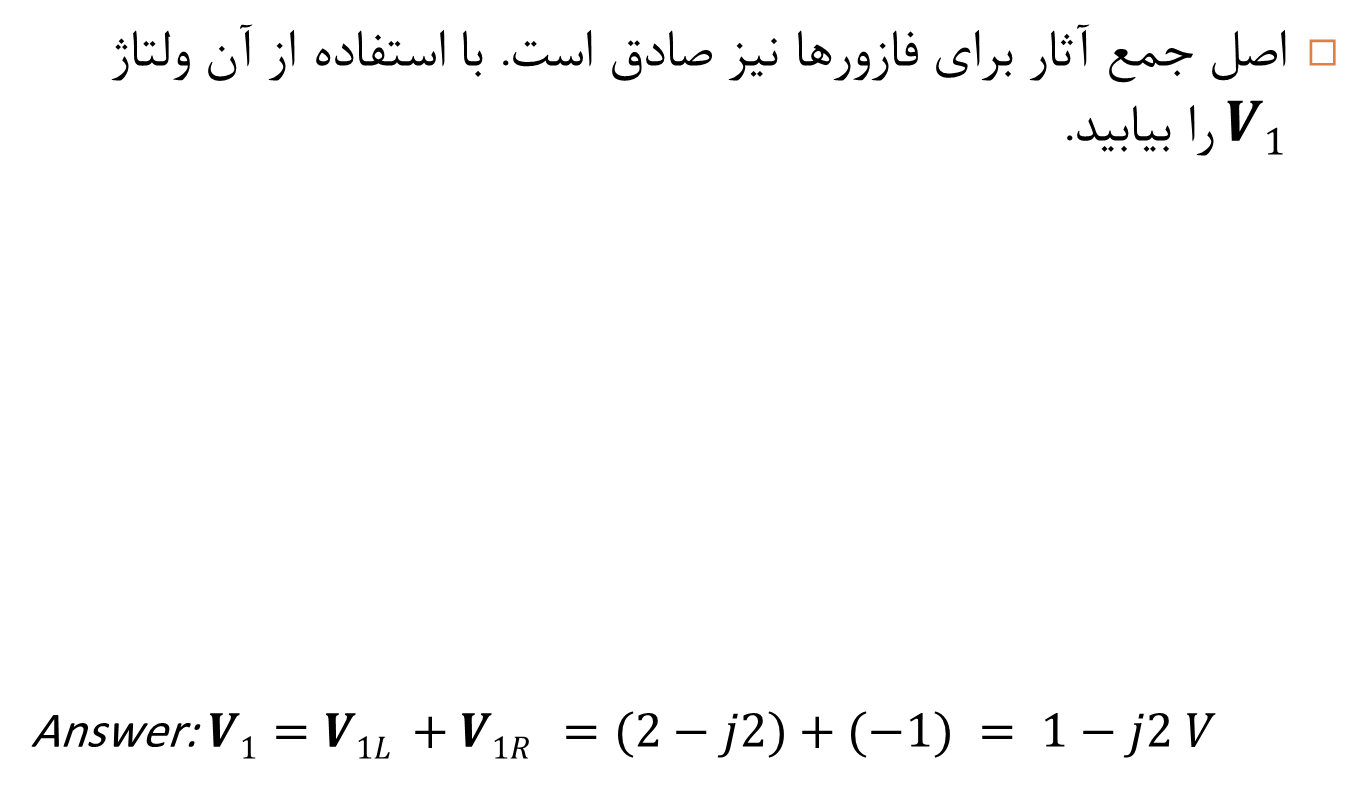 اصل جمع آثار برای فازورها نیز صادق است. با استفاده از آن ولتاژ
V1 را بیابید.
Answer: V1 = V1L + V1R = (2 − j2) + (−1) = 1 − j2 V